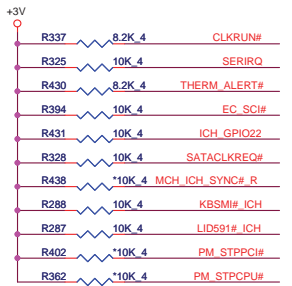 +3V
R337 8.2K_4 CLKRUN#
R325 10K_4 SERIRQ
R430 8.2K_4 THERM_ALERT#
R394 10K_4 EC_SCI#
R431 10K_4 ICH_GPIO22
R328 10K_4 SATACLKREQ#
R438 *10K_4 MCH_ICH_SYNC#_R
R288 10K_4 KBSMI#_ICH
R287 10K_4 LID591#_ICH
R402 *10K_4 PM_STPPCI#
R362 *10K_4 PM_STPCPU#